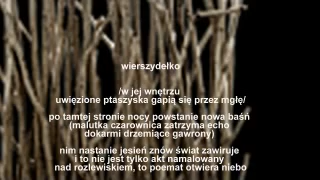 wierszydełko
/w jej wnętrzu
uwięzione ptaszyska gapią się przez mgłę/
po tamtej stronie nocy powstanie nowa baśń
(malutka czarownica zatrzyma echo
dokarmi drzemiące gawrony)
nim nastanie jesień znów świat zawiruje
i to nie jest tylko akt namalowany
nad rozlewiskiem, to poemat otwiera niebo